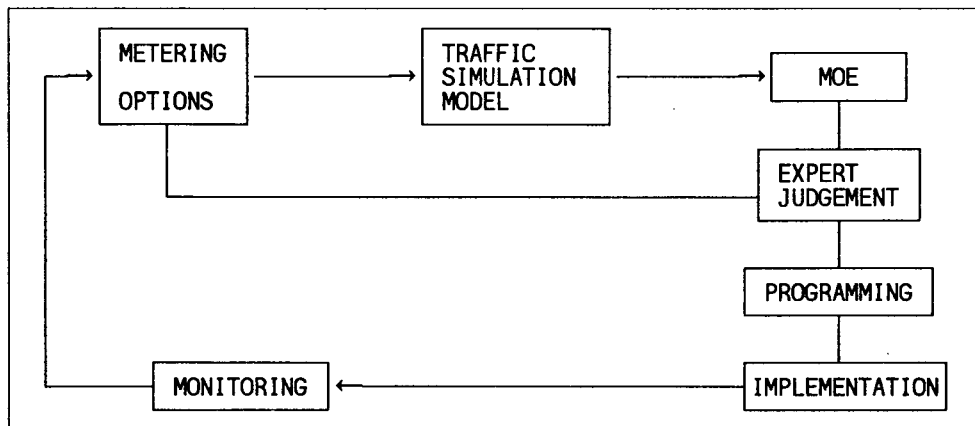 METERING
OPTIONS
TRAFFIC
SIMULATION
MODEL
MOE
EXPERT
JUDGEMENT
PROGRAMMING
MONITORING
IMPLEMENTATION